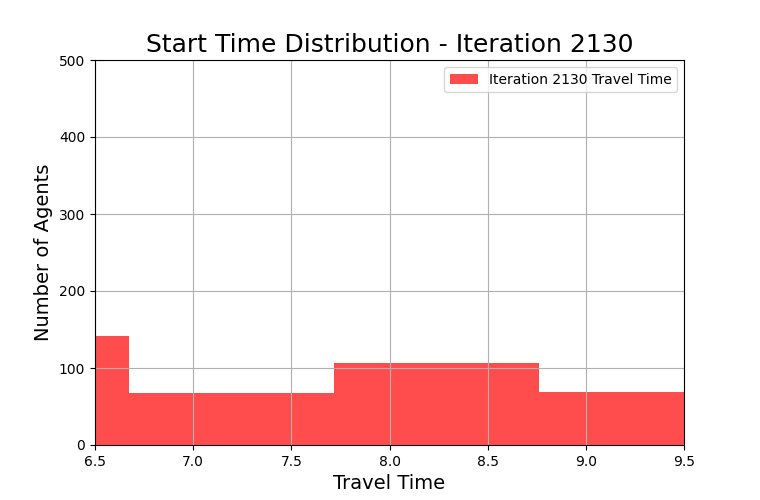 Start Time Distribution - Iteration 2130
500
Iteration 2130 Travel Time
400
300
200
100
0
Number of Agents
6.5 7.0 7.5 8.0 8.5 9.0 9.5
Travel Time